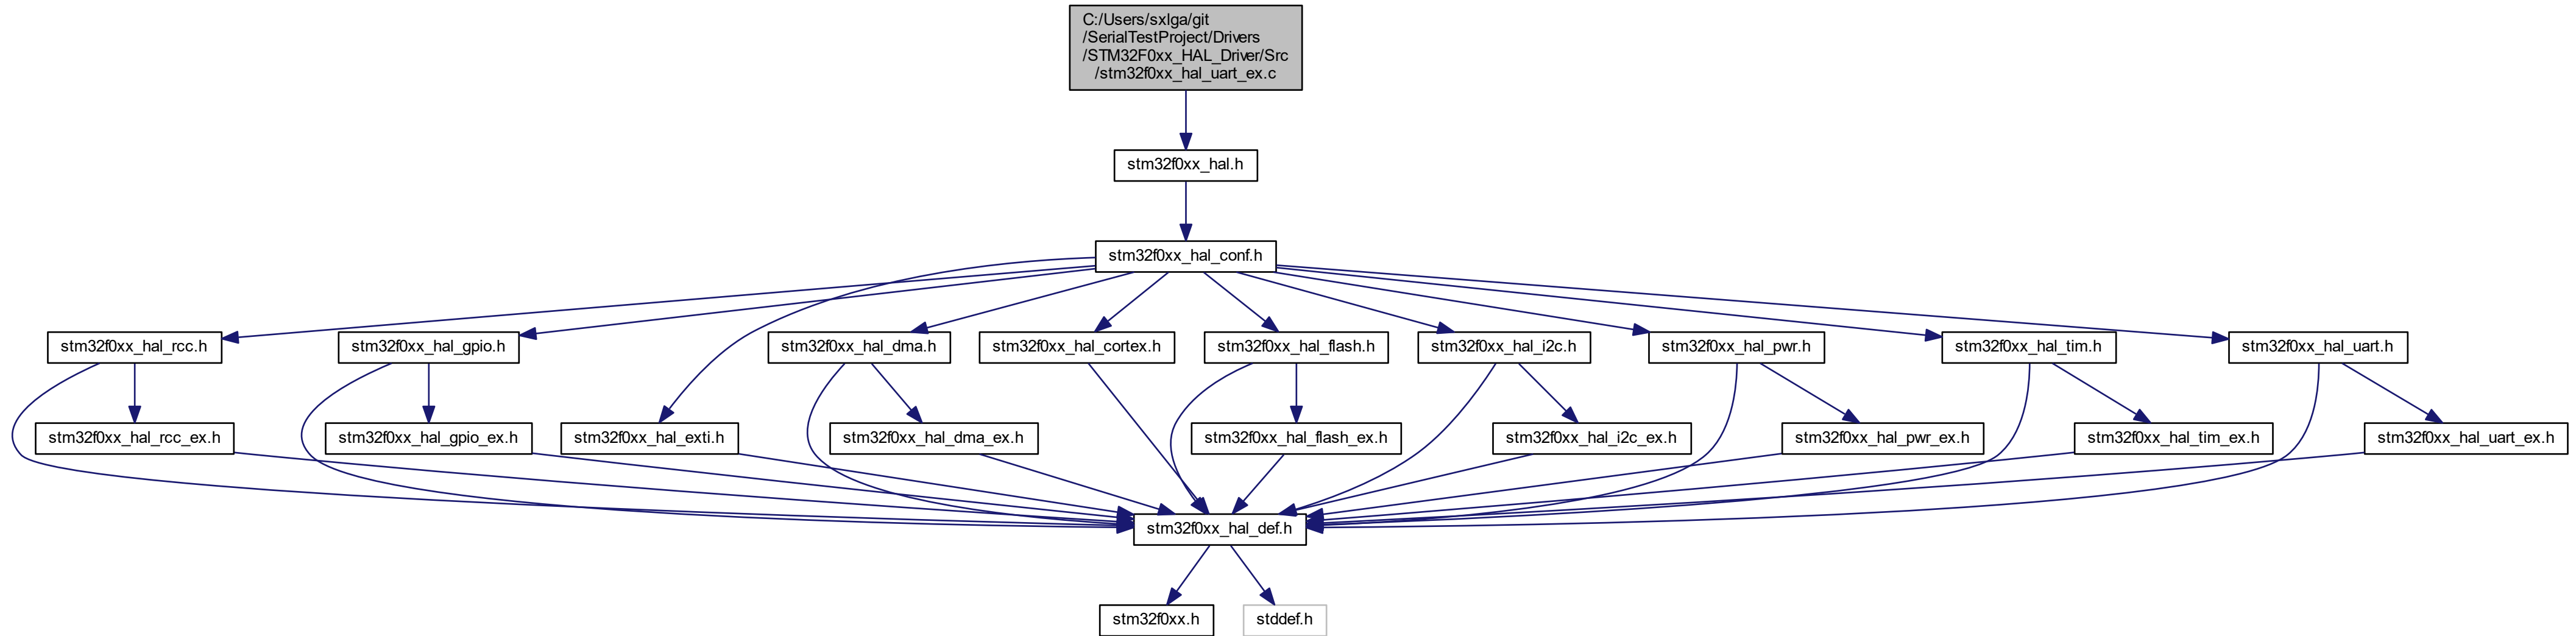 C:/Users/sxlga/git
/SerialTestProject/Drivers
/STM32F0xx_HAL_Driver/Src
/stm32f0xx_hal_uart_ex.c
stm32f0xx_hal.h
stm32f0xx_hal_conf.h
stm32f0xx_hal_rcc.h
stm32f0xx_hal_gpio.h
stm32f0xx_hal_dma.h
stm32f0xx_hal_cortex.h
stm32f0xx_hal_flash.h
stm32f0xx_hal_i2c.h
stm32f0xx_hal_pwr.h
stm32f0xx_hal_tim.h
stm32f0xx_hal_uart.h
stm32f0xx_hal_rcc_ex.h
stm32f0xx_hal_gpio_ex.h
stm32f0xx_hal_exti.h
stm32f0xx_hal_dma_ex.h
stm32f0xx_hal_flash_ex.h
stm32f0xx_hal_i2c_ex.h
stm32f0xx_hal_pwr_ex.h
stm32f0xx_hal_tim_ex.h
stm32f0xx_hal_uart_ex.h
stm32f0xx_hal_def.h
stm32f0xx.h
stddef.h